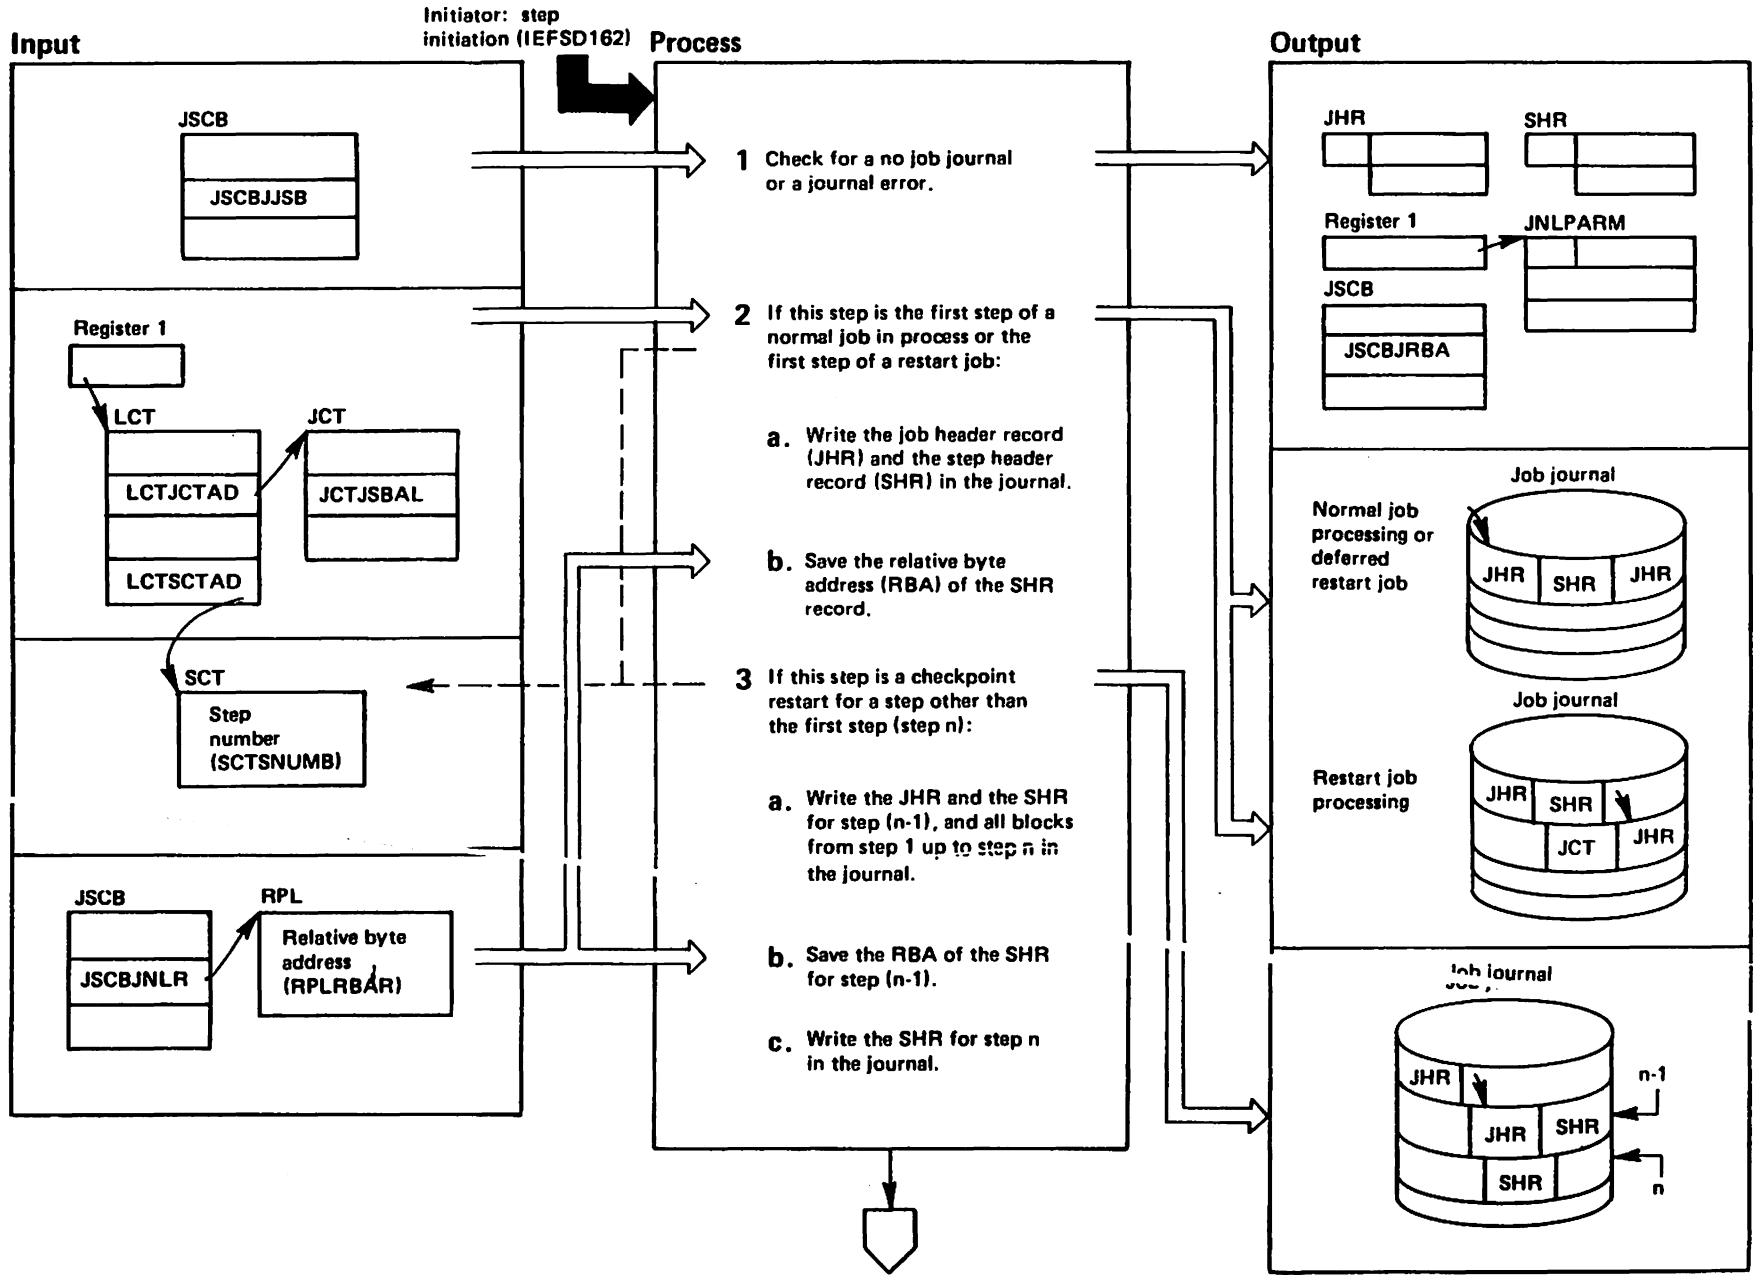 Initiator: step
initiation (IEFSD162)
Input
JSCB
JSCBJJSB
Register 1
LCT
JCT
LCTJCTAD
JCTJSBAL
LCTSCTAD
SCT
Step
number
(SCTSNUMB)
JSCB
RPL
Relative byte
address
(RPLRBAR)
JSCBJNLR
Process
1 Check for a no job journal
or a journal error.
2 If this step is the first step of a
normal job in process or the
first step of a restart job:
a. Write the job header record
(JHR) and the step header
record (SHR) in the journal.
b. Save the relative byte
address (RBA) of the SHR
record.
3 If this step is a checkpoint
restart for a step other than
the first step (step n):
a. Write the JHR and the SHR
for step (n-1), and all blocks
from step 1 up to step n in
the journal.
b. Save the RBA of the SHR
for step (n-1).
c. Write the SHR for step n
in the journal.
Output
JHR
SHR
Register 1
JNLPARM
JSCB
JSCBJRBA
Job journal
Normal job
processing or
deferred
restart job
JHR
SHR
JHR
Job journal
Restart job
processing
JHR
SHR
JCT
JHR
Job journal
JHR
n-1
JHR
SHR
SHR
n